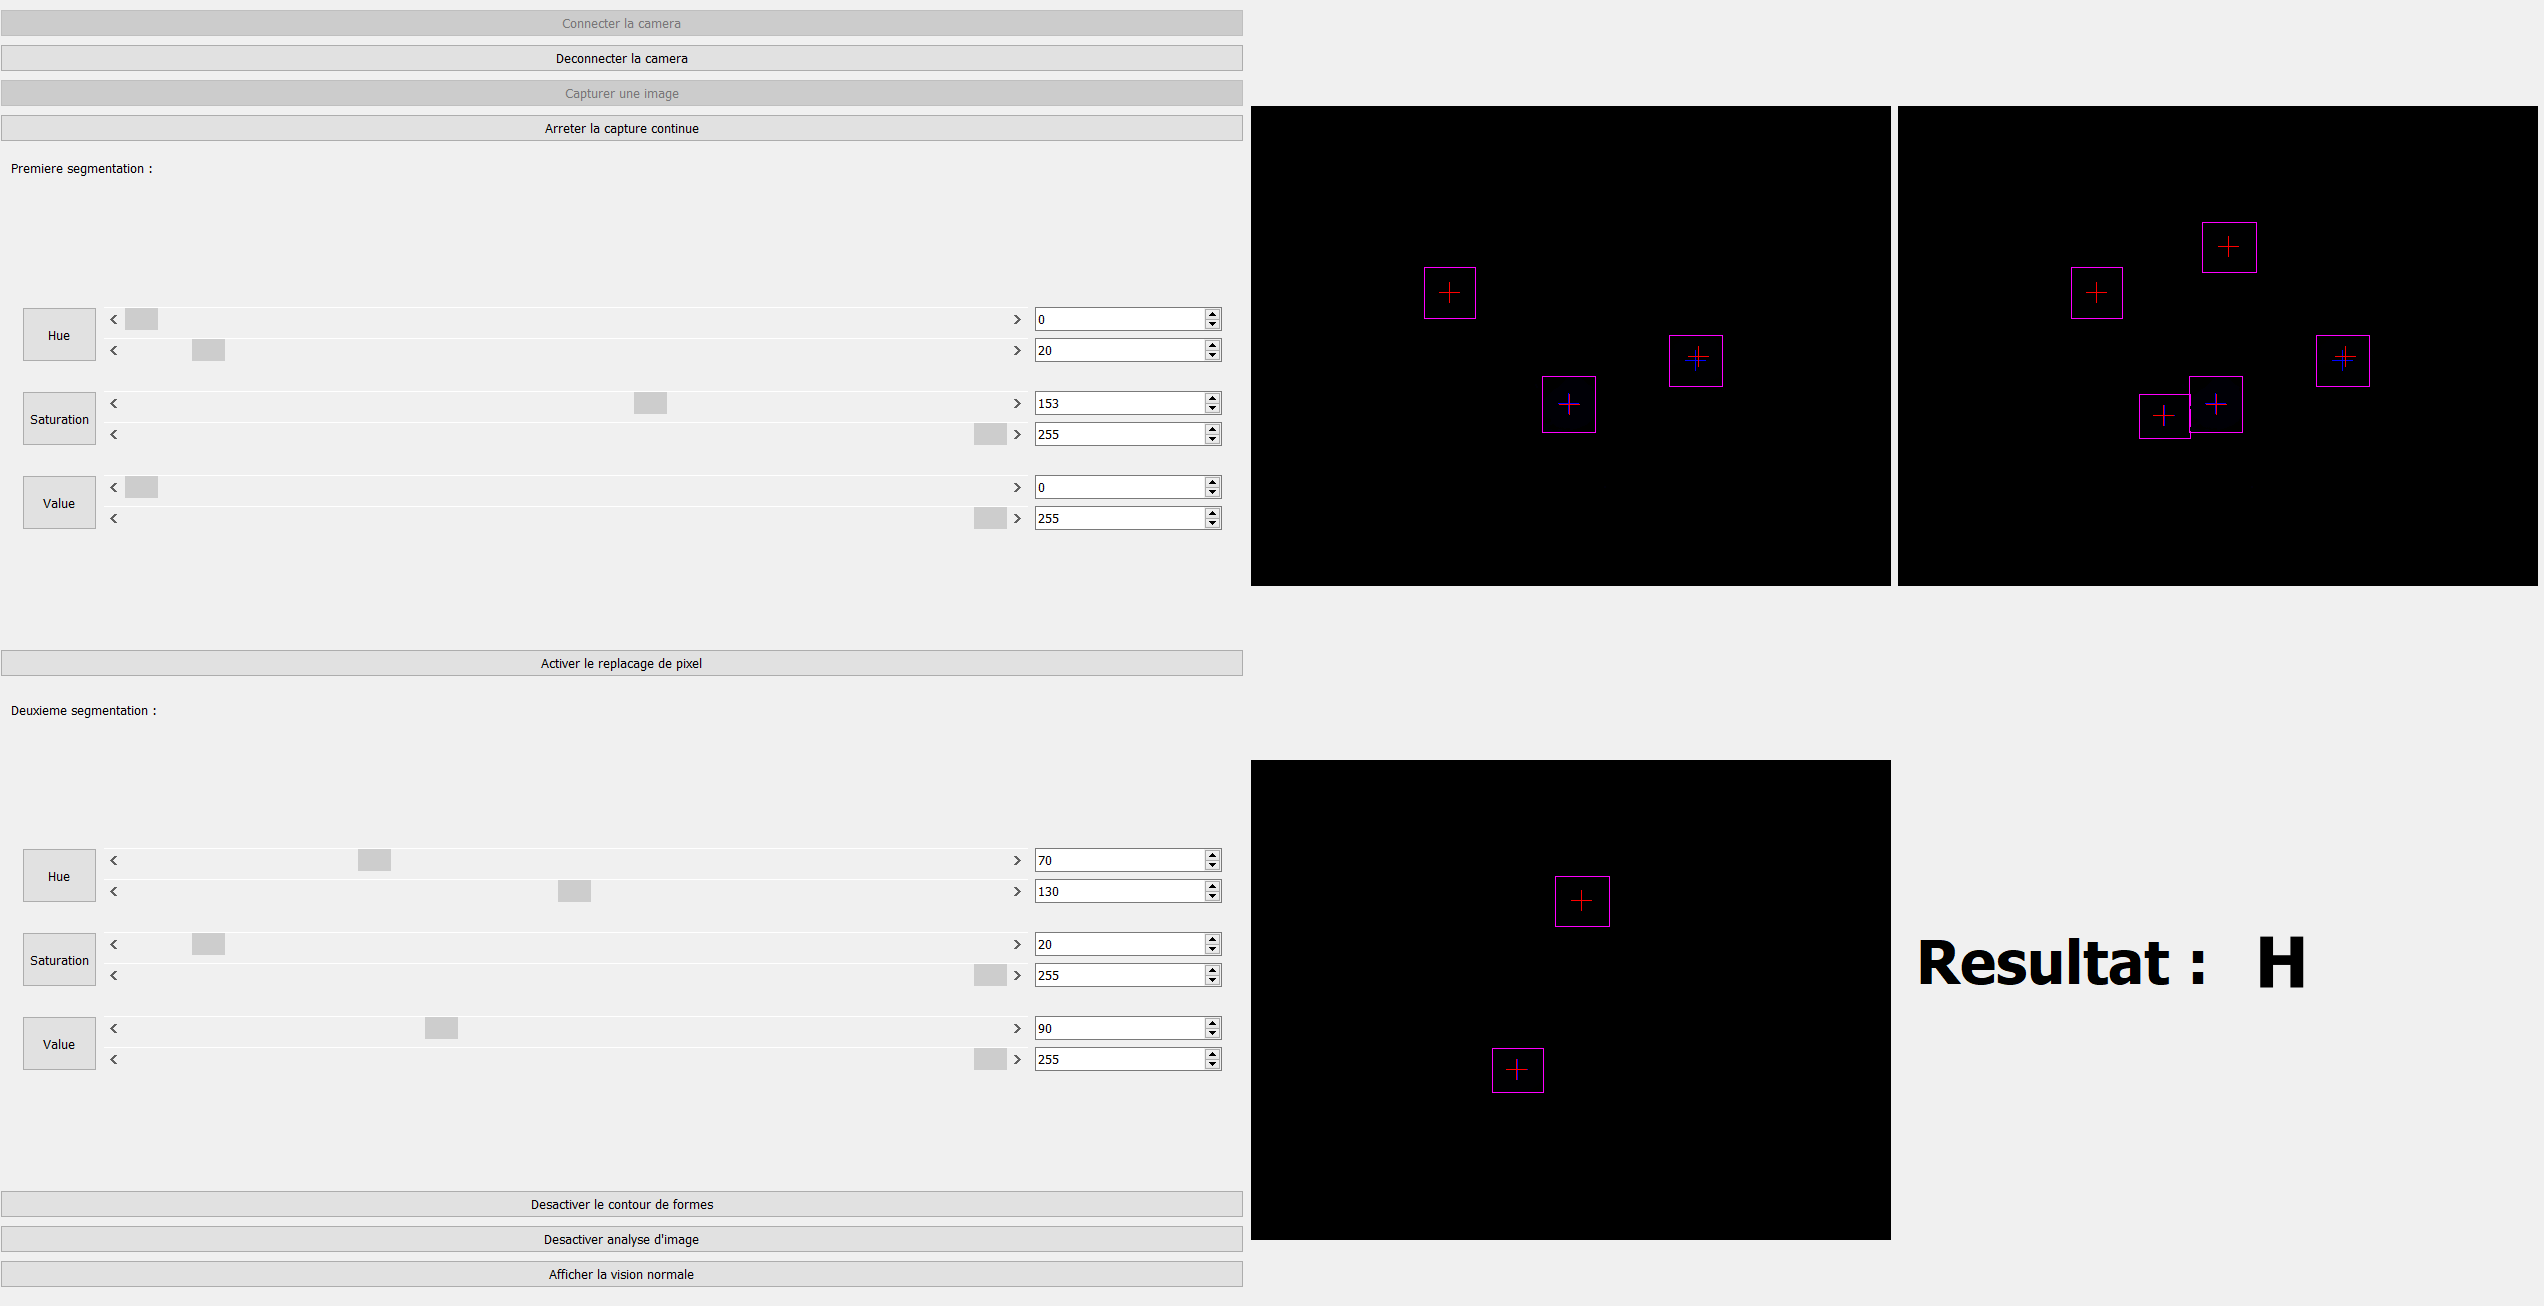 Connecter la camera
Deconnecter la camera
Capturer une image
Arreter la capture continue
Premiere segmentation :
Hue
0
20
Saturation
153
255
Value
0
255
Activer le replacage de pixel
Deuxieme segmentation :
Hue
70
130
Saturation
20
255
Value
90
255
Resultat : H
Desactiver le contour de formes
Desactiver analyse d'image
Afficher la vision normale